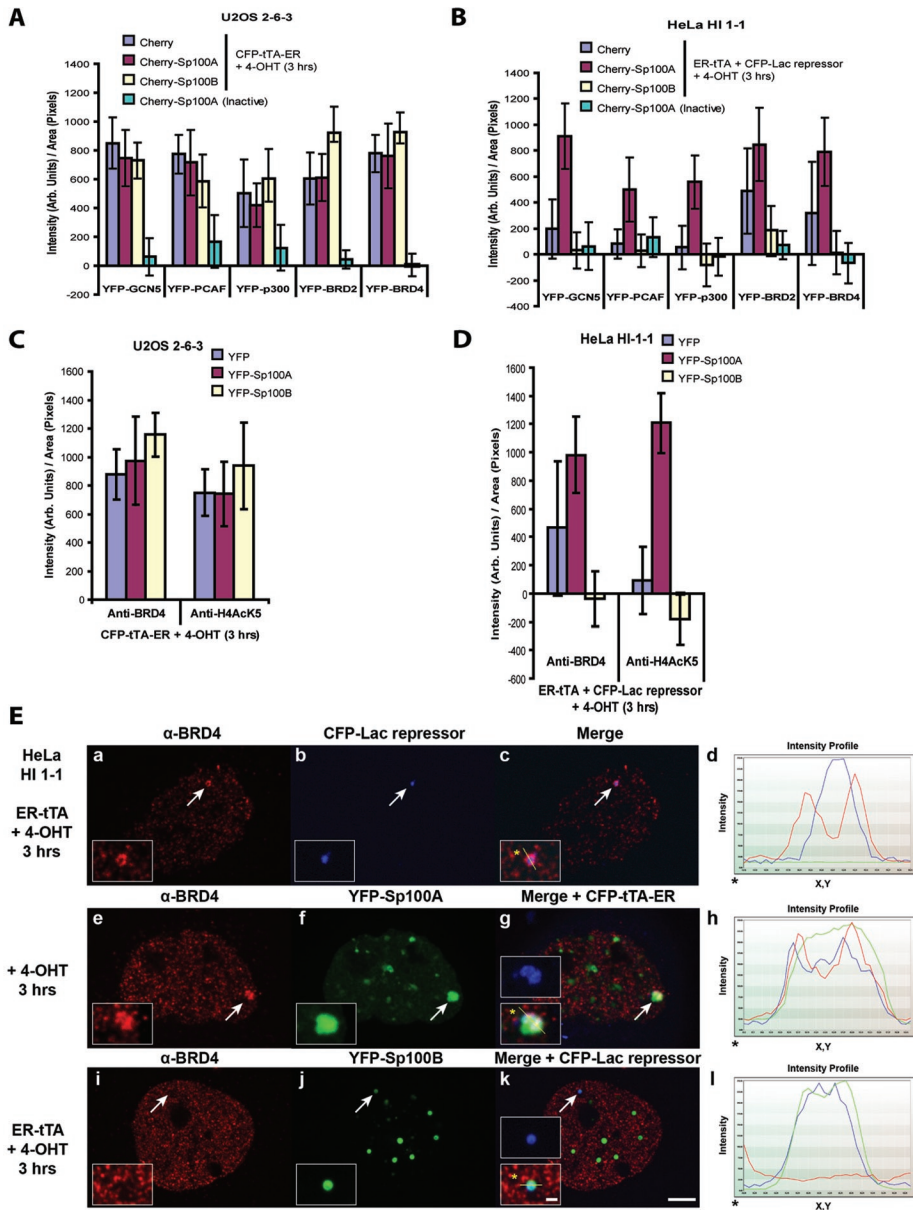 A
U2OS 2-6-3
Cherry
Cherry-Sp100A
Cherry-Sp100B
Cherry-Sp100A (Inactive)
CFP-tTA-ER
+ 4-OHT (3 hrs)
Intensity (Arb. Units) / Area (Pixels)
1400
1200
1000
800
600
400
200
0
-200
YFP-GCN5
YFP-PCAF
YFP-p300
YFP-BRD2
YFP-BRD4
B
HeLa HI 1-1
Cherry
Cherry-Sp100A
Cherry-Sp100B
Cherry-Sp100A (Inactive)
ER-tTA + CFP-Lac repressor
+ 4-OHT (3 hrs)
Intensity (Arb. Units) / Area (Pixels)
1400
1200
1000
800
600
400
200
0
-200
-400
YFP-GCN5
YFP-PCAF
YFP-p300
YFP-BRD2
YFP-BRD4
C
U2OS 2-6-3
YFP
YFP-Sp100A
YFP-Sp100B
Intensity (Arb. Units) / Area (Pixels)
1600
1400
1200
1000
800
600
400
200
0
Anti-BRD4
Anti-H4AcK5
CFP-tTA-ER + 4-OHT (3 hrs)
D
HeLa HI-1-1
YFP
YFP-Sp100A
YFP-Sp100B
Intensity (Arb. Units) / Area (Pixels)
1600
1400
1200
1000
800
600
400
200
0
-200
-400
-600
Anti-BRD4
Anti-H4AcK5
ER-tTA + CFP-Lac repressor
+ 4-OHT (3 hrs)
E
α-BRD4
CFP-Lac repressor
Merge
HeLa
HI 1-1
ER-tTA
+ 4-OHT
3 hrs
a
b
c
*
d
Intensity Profile
Intensity
*
X,Y
α-BRD4
YFP-Sp100A
Merge + CFP-tTA-ER
+ 4-OHT
3 hrs
e
f
g
*
h
Intensity Profile
Intensity
*
X,Y
α-BRD4
YFP-Sp100B
Merge + CFP-Lac repressor
ER-tTA
+ 4-OHT
3 hrs
i
j
k
*
l
Intensity Profile
Intensity
*
X,Y